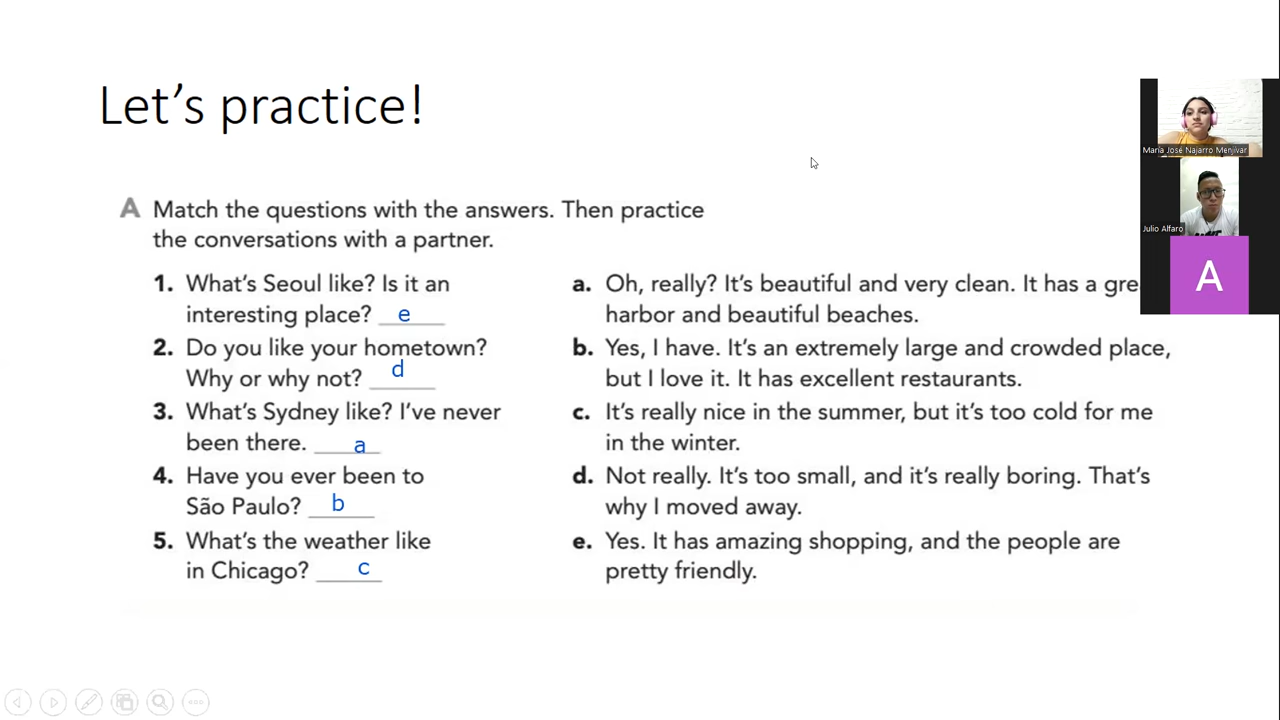 Let's practice!
A Match the questions with the answers. Then practice
the conversations with a partner.
1. What's Seoul like? Is it an
interesting place? e
2. Do you like your hometown?
Why or why not? d
3. What's Sydney like? I've never
been there. a
4. Have you ever been to
São Paulo? b
5. What's the weather like
in Chicago? c
a. Oh, really? It's beautiful and very clean. It has a gre
harbor and beautiful beaches.
b. Yes, I have. It's an extremely large and crowded place,
but I love it. It has excellent restaurants.
c. It's really nice in the summer, but it's too cold for me
in the winter.
d. Not really. It's too small, and it's really boring. That's
why I moved away.
e. Yes. It has amazing shopping, and the people are
pretty friendly.
María José Najarro Menjívar
Julio Alfaro
A